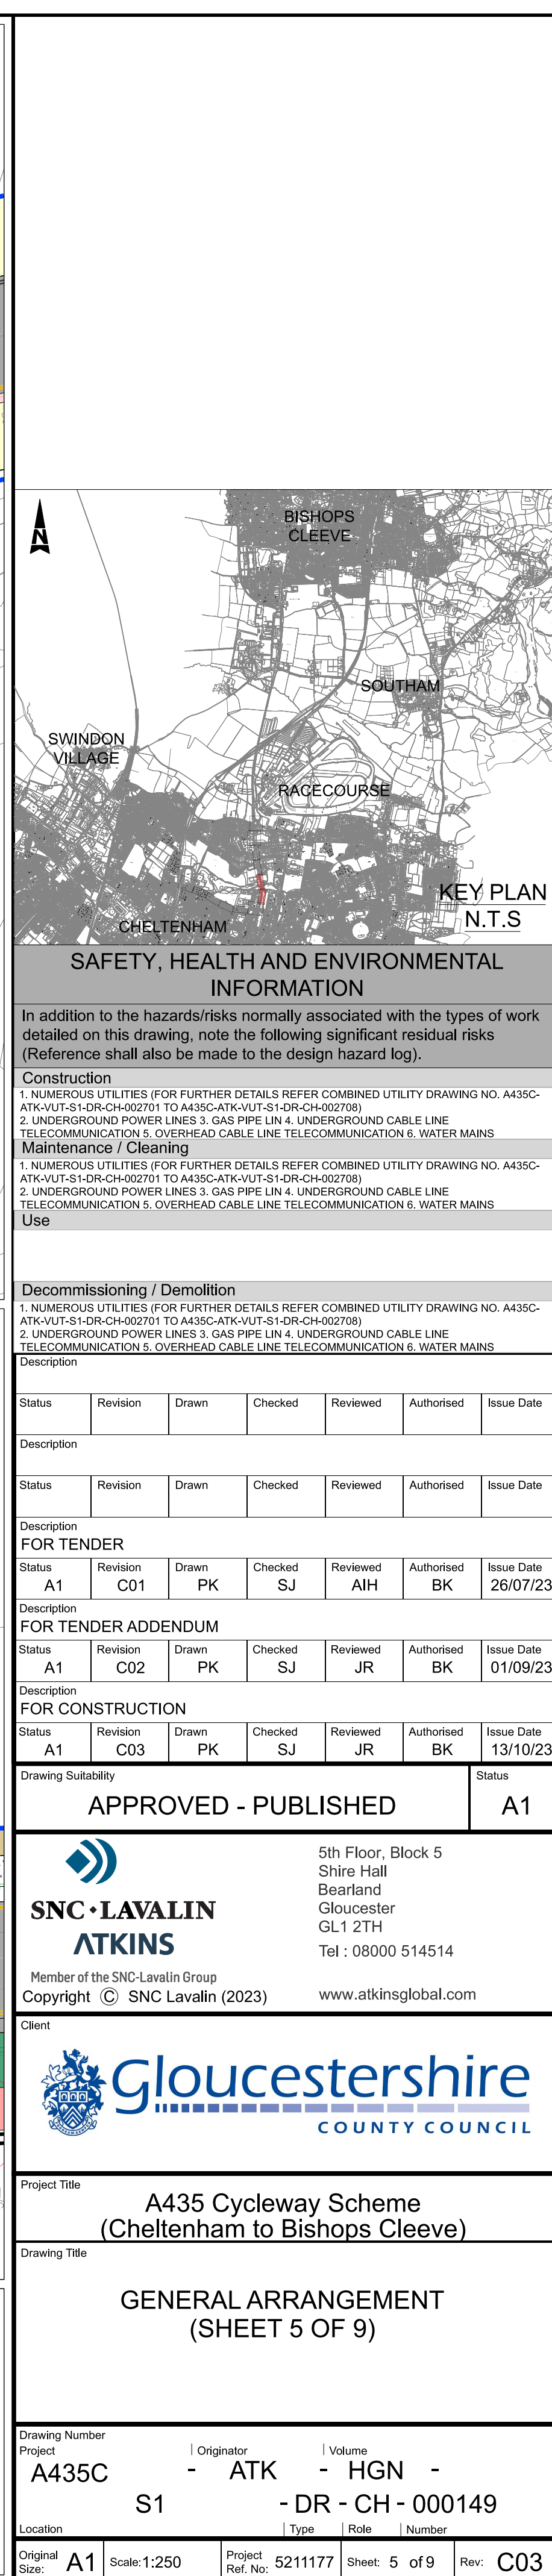 N
BISHOPS
CLEEVE
SOUTHAM
SWINDON
VILLAGE
RACECOURSE
KEY PLAN
N.T.S
CHELTENHAM
SAFETY, HEALTH AND ENVIRONMENTAL
INFORMATION
In addition to the hazards/risks normally associated with the types of work
detailed on this drawing, note the following significant residual risks
(Reference shall also be made to the design hazard log).
Construction
1. NUMEROUS UTILITIES (FOR FURTHER DETAILS REFER COMBINED UTILITY DRAWING NO. A435C-
ATK-VUT-S1-DR-CH-002701 TO A435C-ATK-VUT-S1-DR-CH-002708)
2. UNDERGROUND POWER LINES 3. GAS PIPE LIN 4. UNDERGROUND CABLE LINE
TELECOMMUNICATION 5. OVERHEAD CABLE LINE TELECOMMUNICATION 6. WATER MAINS
Maintenance / Cleaning
1. NUMEROUS UTILITIES (FOR FURTHER DETAILS REFER COMBINED UTILITY DRAWING NO. A435C-
ATK-VUT-S1-DR-CH-002701 TO A435C-ATK-VUT-S1-DR-CH-002708)
2. UNDERGROUND POWER LINES 3. GAS PIPE LIN 4. UNDERGROUND CABLE LINE
TELECOMMUNICATION 5. OVERHEAD CABLE LINE TELECOMMUNICATION 6. WATER MAINS
Use
Decommissioning / Demolition
1. NUMEROUS UTILITIES (FOR FURTHER DETAILS REFER COMBINED UTILITY DRAWING NO. A435C-
ATK-VUT-S1-DR-CH-002701 TO A435C-ATK-VUT-S1-DR-CH-002708)
2. UNDERGROUND POWER LINES 3. GAS PIPE LIN 4. UNDERGROUND CABLE LINE
TELECOMMUNICATION 5. OVERHEAD CABLE LINE TELECOMMUNICATION 6. WATER MAINS
Description
Status Revision Drawn Checked Reviewed Authorised Issue Date
Description
Status Revision Drawn Checked Reviewed Authorised Issue Date
Description
FOR TENDER
Status Revision Drawn Checked Reviewed Authorised Issue Date
A1 C01 PK SJ AIH BK 26/07/23
Description
FOR TENDER ADDENDUM
Status Revision Drawn Checked Reviewed Authorised Issue Date
A1 C02 PK SJ JR BK 01/09/23
Description
FOR CONSTRUCTION
Status Revision Drawn Checked Reviewed Authorised Issue Date
A1 C03 PK SJ JR BK 13/10/23
Drawing Suitability Status
APPROVED - PUBLISHED A1
SNC•LAVALIN
ATKINS
Member of the SNC-Lavalin Group
Copyright © SNC Lavalin (2023)
5th Floor, Block 5
Shire Hall
Bearland
Gloucester
GL1 2TH
Tel : 08000 514514
www.atkinsglobal.com
Client
Gloucestershire
COUNTY COUNCIL
Project Title
A435 Cycleway Scheme
(Cheltenham to Bishops Cleeve)
Drawing Title
GENERAL ARRANGEMENT
(SHEET 5 OF 9)
Drawing Number
Project Originator Volume
A435C - ATK - HGN -
S1 - DR - CH - 000149
Location Type Role Number
Original Size: A1 Scale:1:250 Project Ref. No: 5211177 Sheet: 5 of 9 Rev: C03